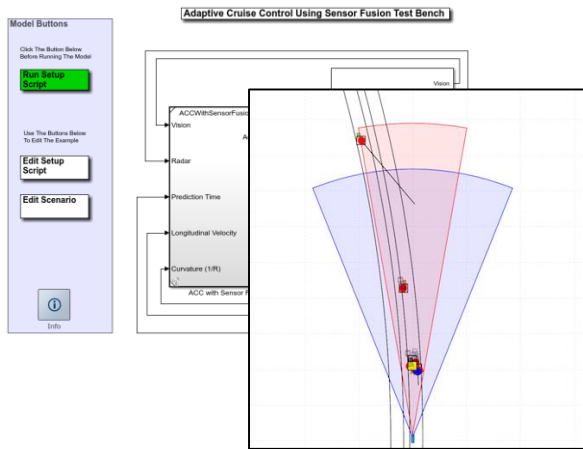 Adaptive Cruise Control Using Sensor Fusion Test Bench
Model Buttons
Click The Button Below
Before Running The Model
Run Setup
Script
Use The Buttons Below
To Edit The Example
Edit Setup
Script
Edit Scenario
Info
Vision
ACCWithSensorFusion
Vision
Radar
Prediction Time
Longitudinal Velocity
Curvature (1/R)
ACC with Sensor